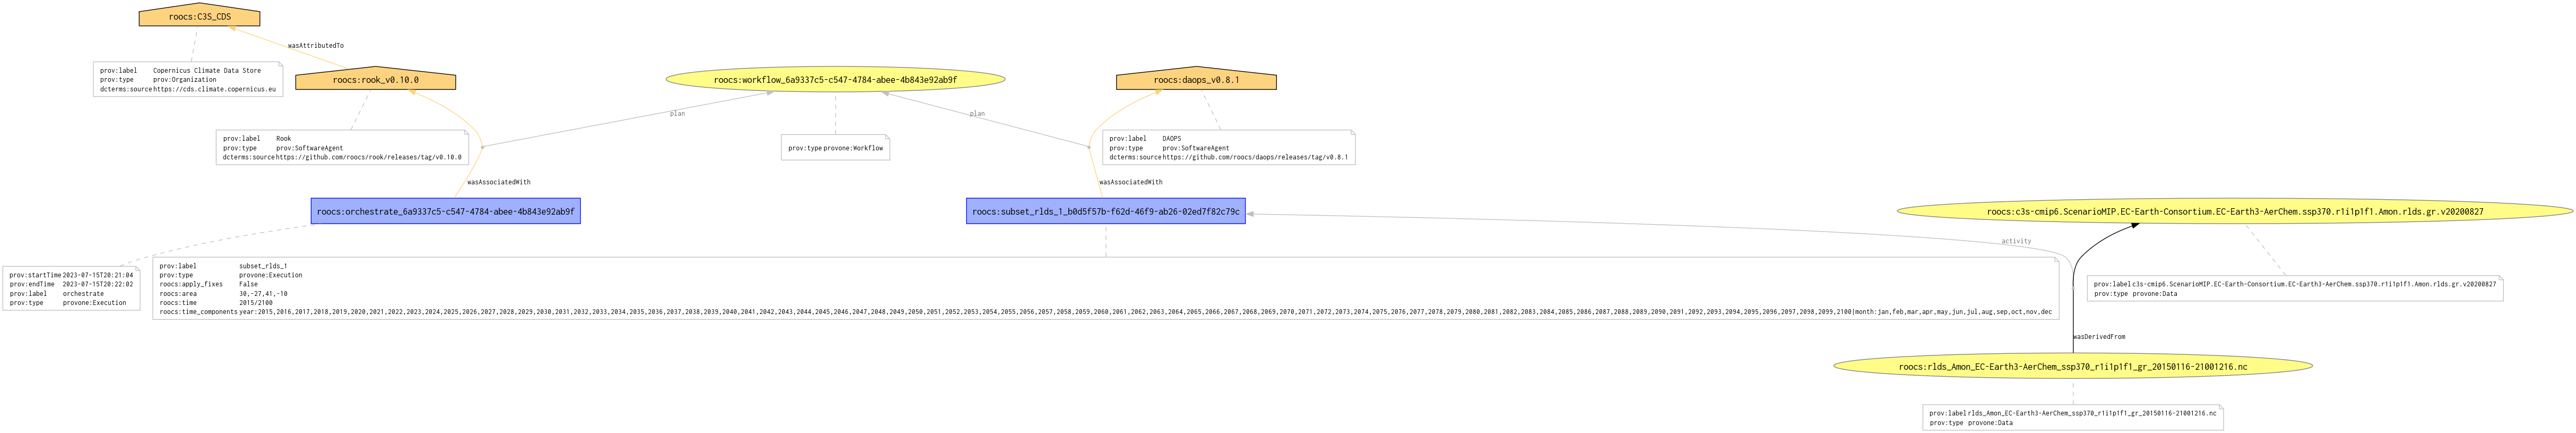 roocs:C3S_CDS
wasAttributedTo
prov:label Copernicus Climate Data Store
prov:type prov:Organization
dcterms:source https://cds.climate.copernicus.eu
roocs:rook_v0.10.0
roocs:workflow_6a9337c5-c547-4784-abee-4b843e92ab9f
roocs:daops_v0.8.1
plan
plan
prov:label Rook
prov:type prov:SoftwareAgent
dcterms:source https://github.com/roocs/rook/releases/tag/v0.10.0
prov:type provone:Workflow
prov:label DAOPS
prov:type prov:SoftwareAgent
dcterms:source https://github.com/roocs/daops/releases/tag/v0.8.1
wasAssociatedWith
wasAssociatedWith
roocs:orchestrate_6a9337c5-c547-4784-abee-4b843e92ab9f
roocs:subset_rlds_1_b0d5f57b-f62d-46f9-ab26-02ed7f82c79c
roocs:c3s-cmip6.ScenarioMIP.EC-Earth-Consortium.EC-Earth3-AerChem.ssp370.r1i1p1f1.Amon.rlds.gr.v20200827
activity
prov:startTime 2023-07-15T20:21:04
prov:endTime 2023-07-15T20:22:02
prov:label orchestrate
prov:type provone:Execution
prov:label subset_rlds_1
prov:type provone:Execution
roocs:apply_fixes False
roocs:area 30,-27,41,-10
roocs:time 2015/2100
roocs:time_components year:2015,2016,2017,2018,2019,2020,2021,2022,2023,2024,2025,2026,2027,2028,2029,2030,2031,2032,2033,2034,2035,2036,2037,2038,2039,2040,2041,2042,2043,2044,2045,2046,2047,2048,2049,2050,2051,2052,2053,2054,2055,2056,2057,2058,2059,2060,2061,2062,2063,2064,2065,2066,2067,2068,2069,2070,2071,2072,2073,2074,2075,2076,2077,2078,2079,2080,2081,2082,2083,2084,2085,2086,2087,2088,2089,2090,2091,2092,2093,2094,2095,2096,2097,2098,2099,2100|month:jan,feb,mar,apr,may,jun,jul,aug,sep,oct,nov,dec
prov:label c3s-cmip6.ScenarioMIP.EC-Earth-Consortium.EC-Earth3-AerChem.ssp370.r1i1p1f1.Amon.rlds.gr.v20200827
prov:type provone:Data
wasDerivedFrom
roocs:rlds_Amon_EC-Earth3-AerChem_ssp370_r1i1p1f1_gr_20150116-21001216.nc
prov:label rlds_Amon_EC-Earth3-AerChem_ssp370_r1i1p1f1_gr_20150116-21001216.nc
prov:type provone:Data